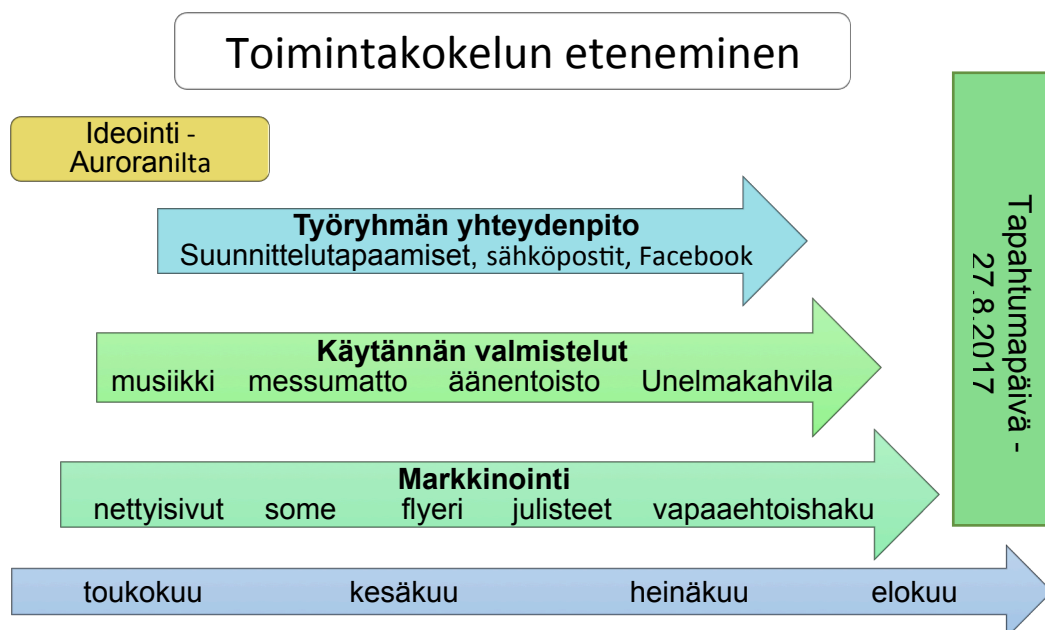 Toimintakokelun eteneminen
Ideointi -
Auroranilta
Työryhmän yhteydenpito
Suunnittelutapaamiset, sähköpostit, Facebook
Käytännän valmistelut
musiikki messumatto äänentoisto Unelmakahvila
Markkinointi
nettyisivut some flyeri julisteet vapaaehtoishaku
Tapahtumapäivä -
27.8.2017
toukokuu kesäkuu heinäkuu elokuu